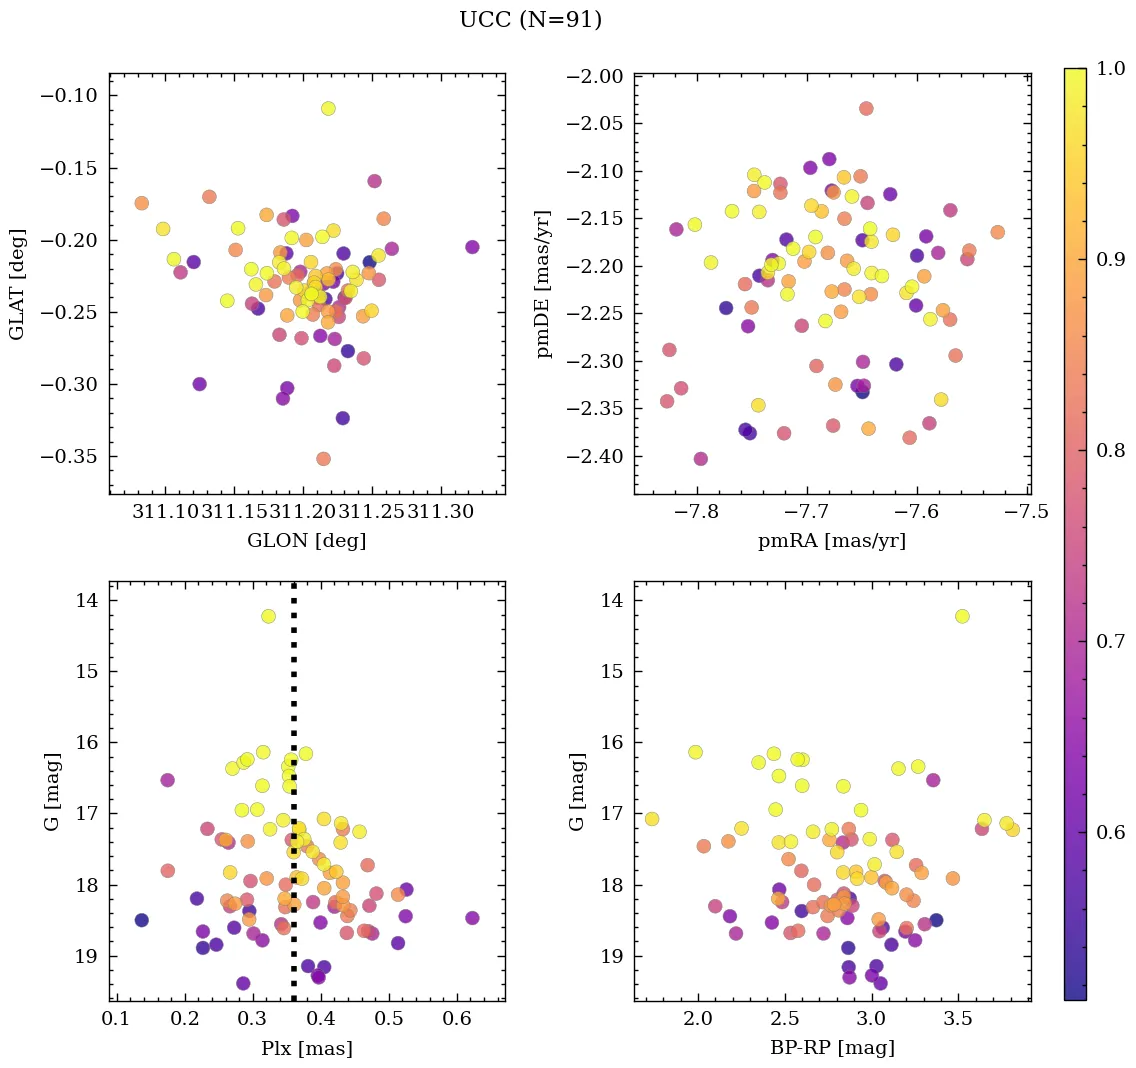 UCC (N=91)
−0.10
−0.15
−0.20
−0.25
−0.30
−0.35
GLAT [deg]
311.10 311.15 311.20 311.25 311.30
GLON [deg]
−2.00
−2.05
−2.10
−2.15
−2.20
−2.25
−2.30
−2.35
−2.40
pmDE [mas/yr]
−7.8 −7.7 −7.6 −7.5
pmRA [mas/yr]
14
15
16
17
18
19
G [mag]
0.1 0.2 0.3 0.4 0.5 0.6
Plx [mas]
14
15
16
17
18
19
G [mag]
2.0 2.5 3.0 3.5
BP-RP [mag]
1.0
0.9
0.8
0.7
0.6